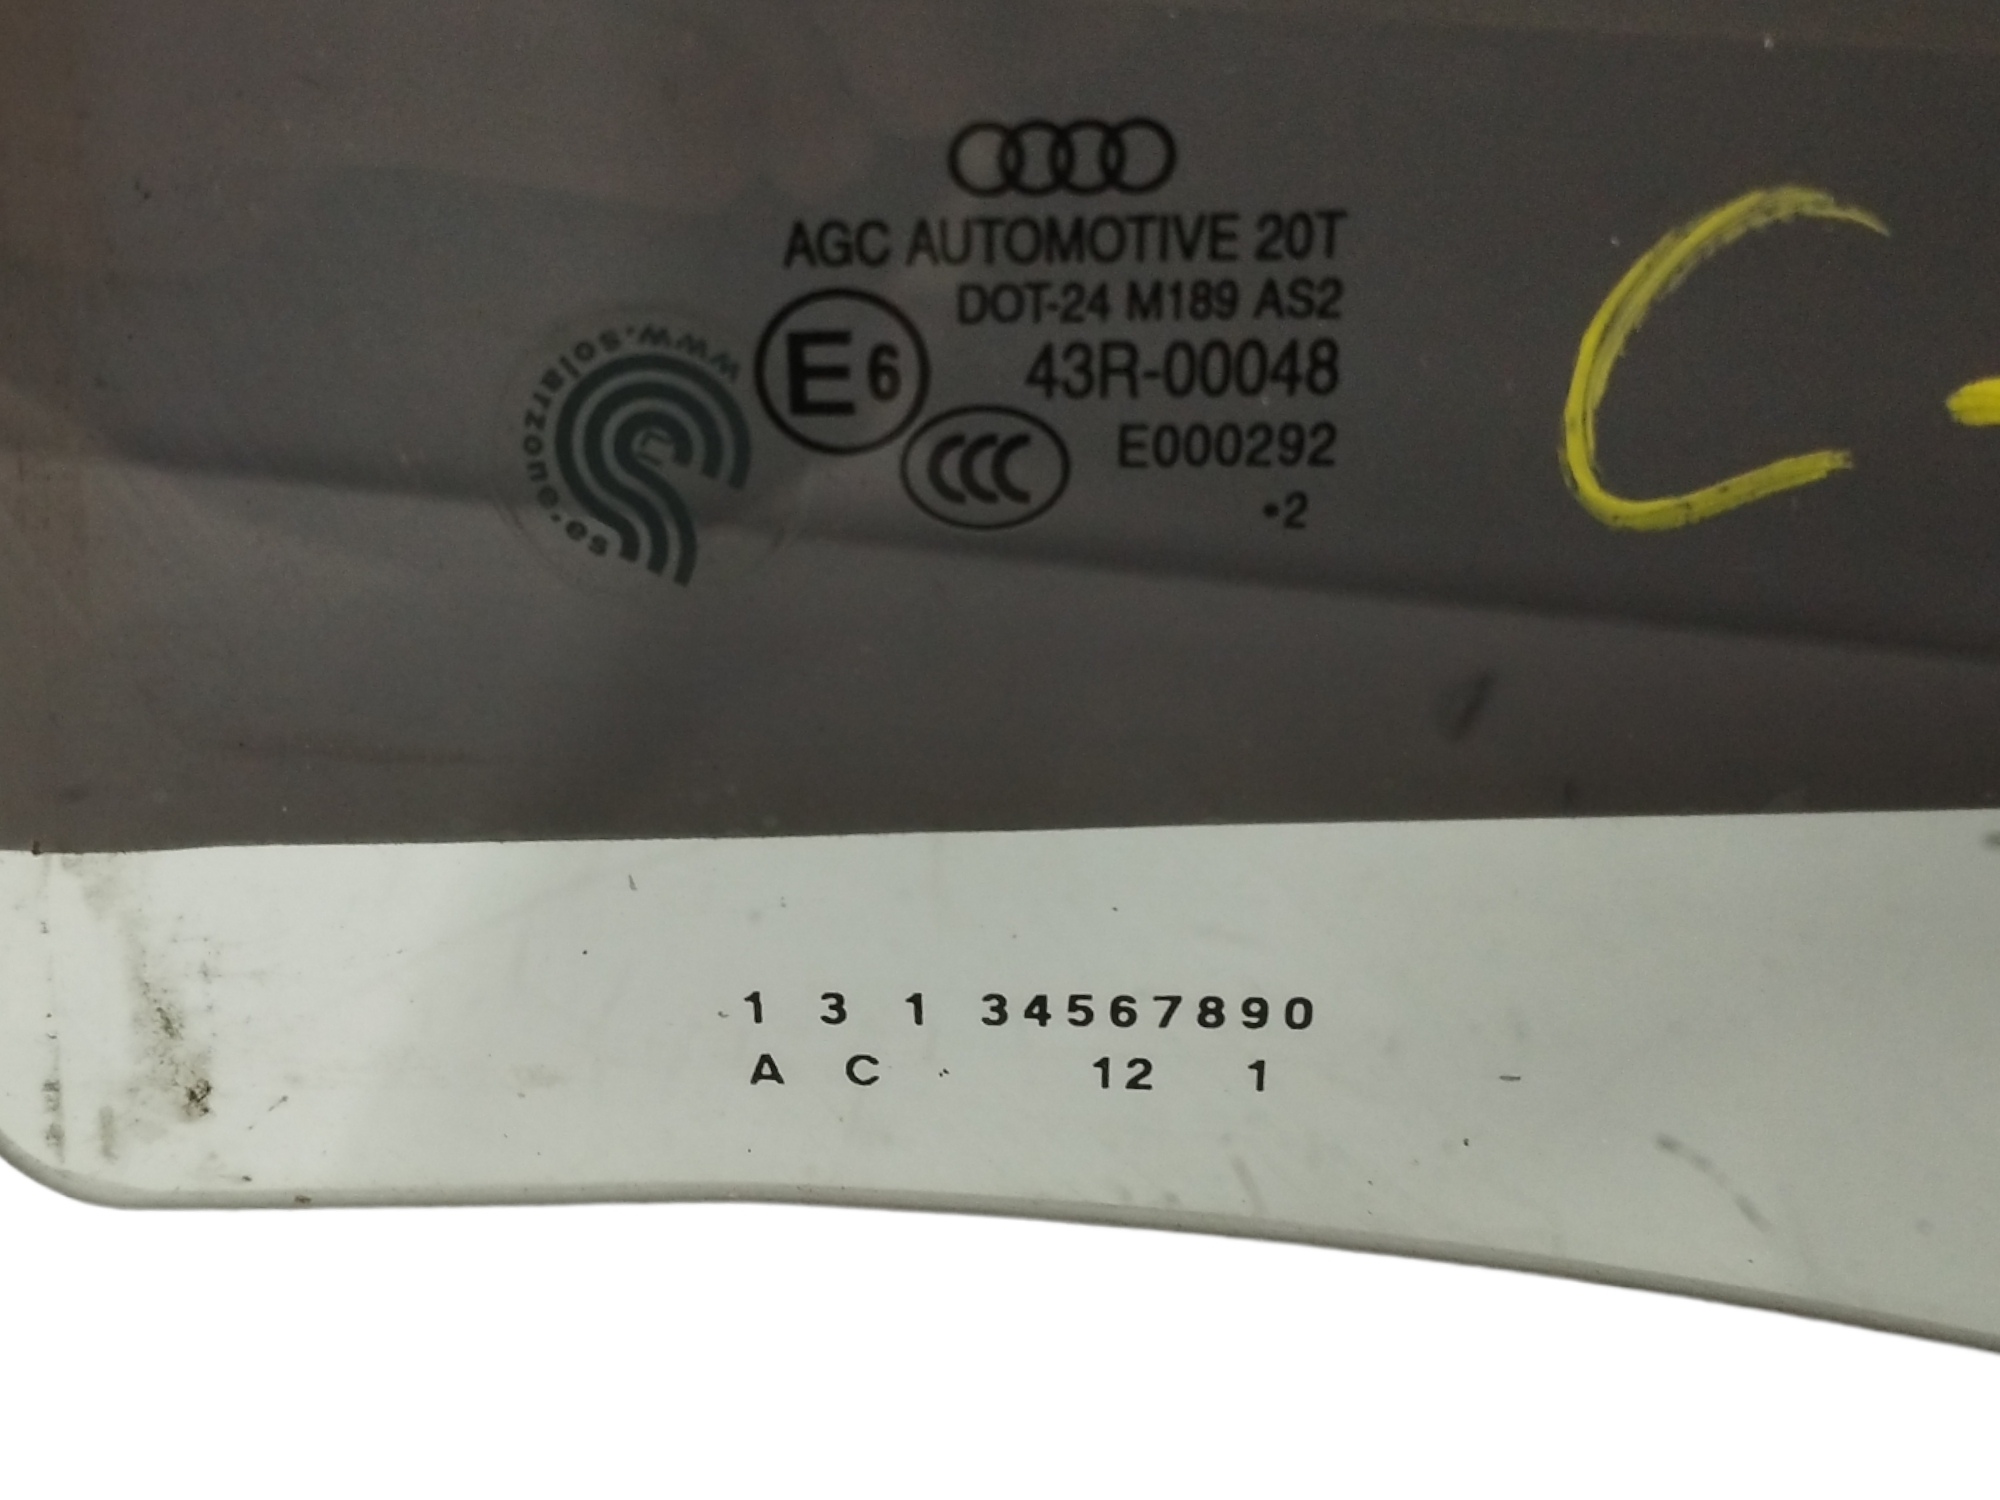 AGC AUTOMOTIVE 20T
DOT-24 M189 AS2
E6 43R-00048
CCC E000292
•2
www.solarzone.se
C-
1 3 1 34567890
A C 12 1